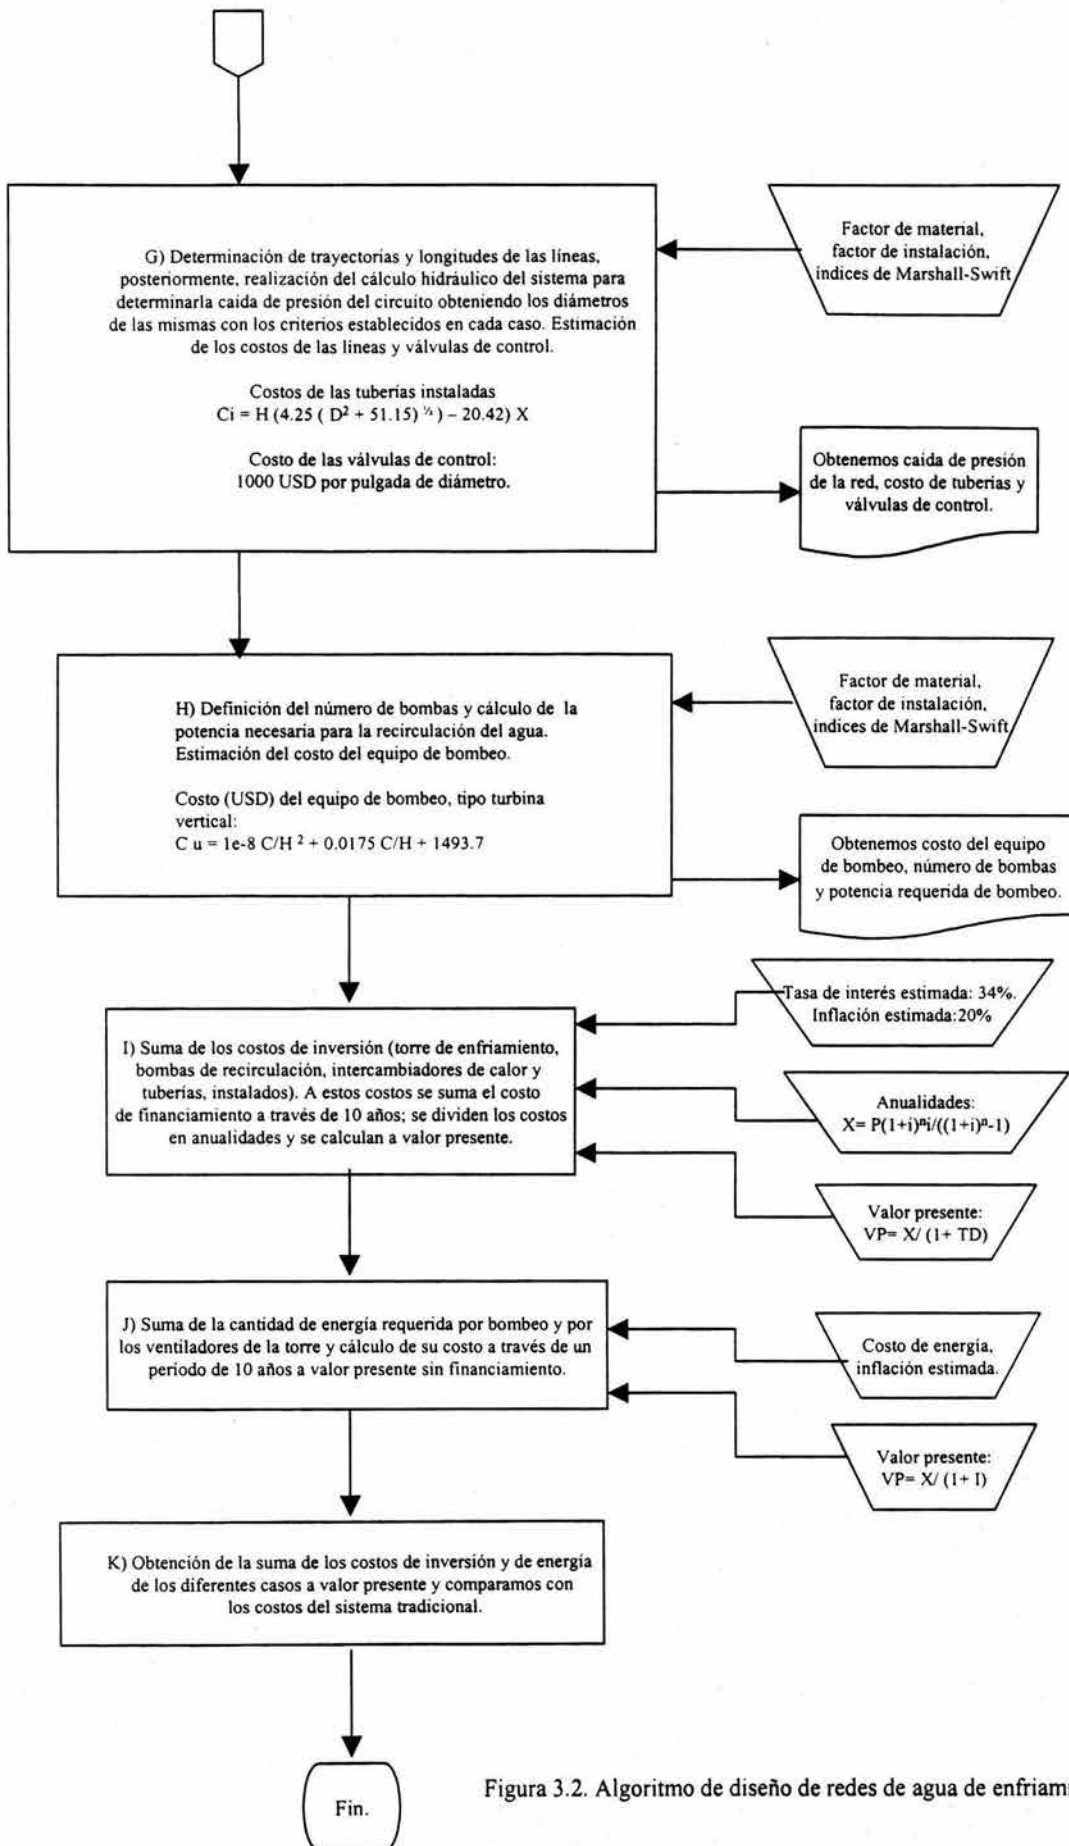 G) Determinación de trayectorias y longitudes de las líneas,
posteriormente, realización del cálculo hidráulico del sistema para
determinarla caída de presión del circuito obteniendo los diámetros
de las mismas con los criterios establecidos en cada caso. Estimación
de los costos de las líneas y válvulas de control.
Costos de las tuberías instaladas
Ci = H (4.25 ( D² + 51.15) ½ ) – 20.42) X
Costo de las válvulas de control:
1000 USD por pulgada de diámetro.
Factor de material,
factor de instalación,
índices de Marshall-Swift
Obtenemos caída de presión
de la red, costo de tuberías y
válvulas de control.
H) Definición del número de bombas y cálculo de la
potencia necesaria para la recirculación del agua.
Estimación del costo del equipo de bombeo.
Costo (USD) del equipo de bombeo, tipo turbina
vertical:
C u = 1e-8 C/H ² + 0.0175 C/H + 1493.7
Factor de material,
factor de instalación,
índices de Marshall-Swift
Obtenemos costo del equipo
de bombeo, número de bombas
y potencia requerida de bombeo.
I) Suma de los costos de inversión (torre de enfriamiento,
bombas de recirculación, intercambiadores de calor y
tuberías, instalados). A estos costos se suma el costo
de financiamiento a través de 10 años; se dividen los costos
en anualidades y se calculan a valor presente.
Tasa de interés estimada: 34%.
Inflación estimada:20%
Anualidades:
X= P(1+i)ⁿi/((1+i)ⁿ-1)
Valor presente:
VP= X/ (1+ TD)
J) Suma de la cantidad de energía requerida por bombeo y por
los ventiladores de la torre y cálculo de su costo a través de un
periodo de 10 años a valor presente sin financiamiento.
Costo de energía,
inflación estimada.
Valor presente:
VP= X/ (1+ I)
K) Obtención de la suma de los costos de inversión y de energía
de los diferentes casos a valor presente y comparamos con
los costos del sistema tradicional.
Fin.
Figura 3.2. Algoritmo de diseño de redes de agua de enfriam